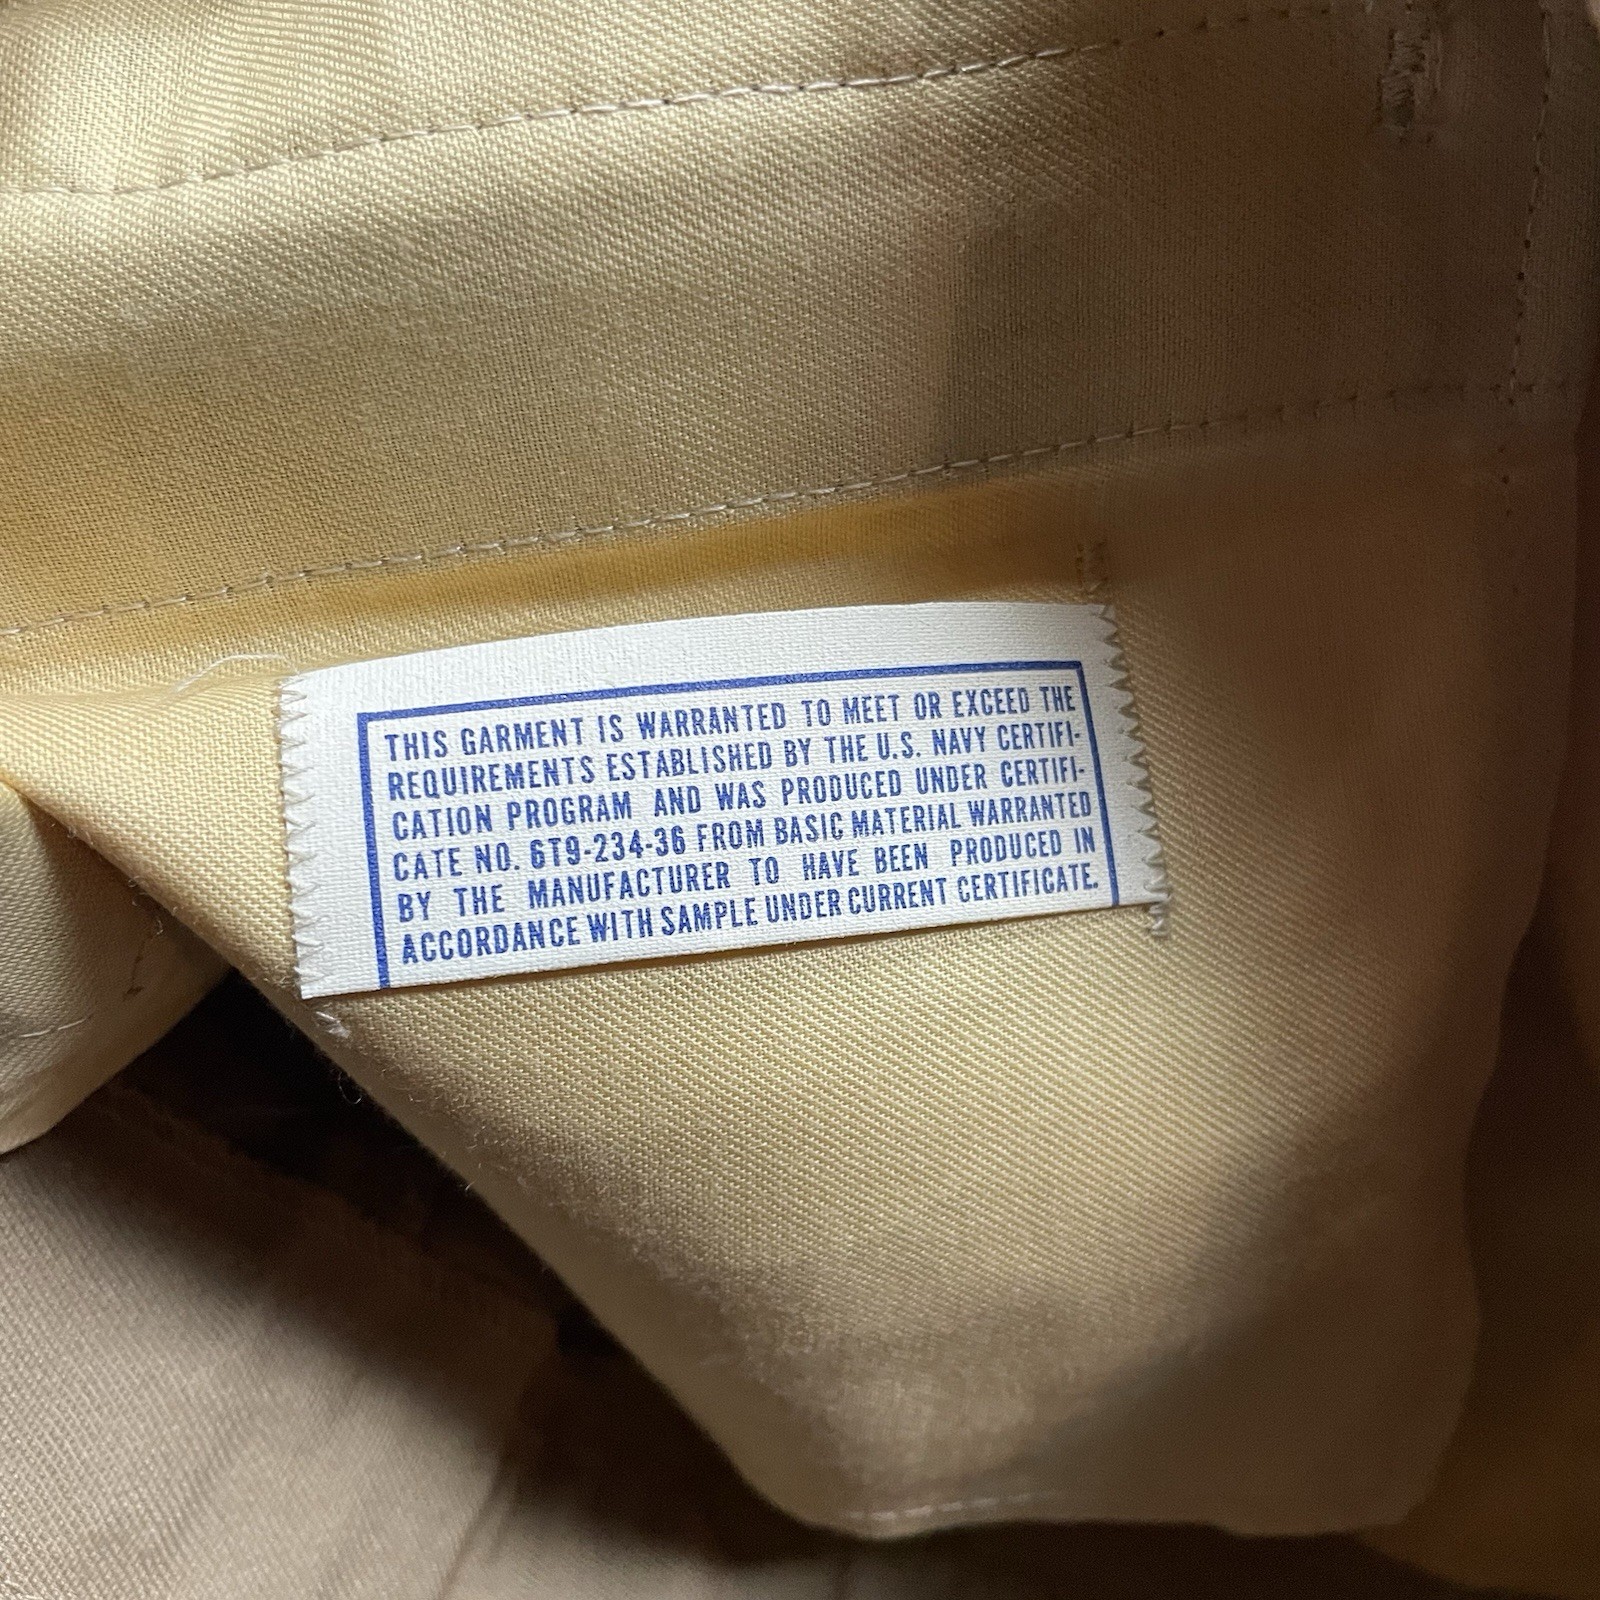 THIS GARMENT IS WARRANTED TO MEET OR EXCEED THE
REQUIREMENTS ESTABLISHED BY THE U.S. NAVY CERTIFI-
CATION PROGRAM AND WAS PRODUCED UNDER CERTIFI-
CATE NO. 6T9-234-36 FROM BASIC MATERIAL WARRANTED
BY THE MANUFACTURER TO HAVE BEEN PRODUCED IN
ACCORDANCE WITH SAMPLE UNDER CURRENT CERTIFICATE.